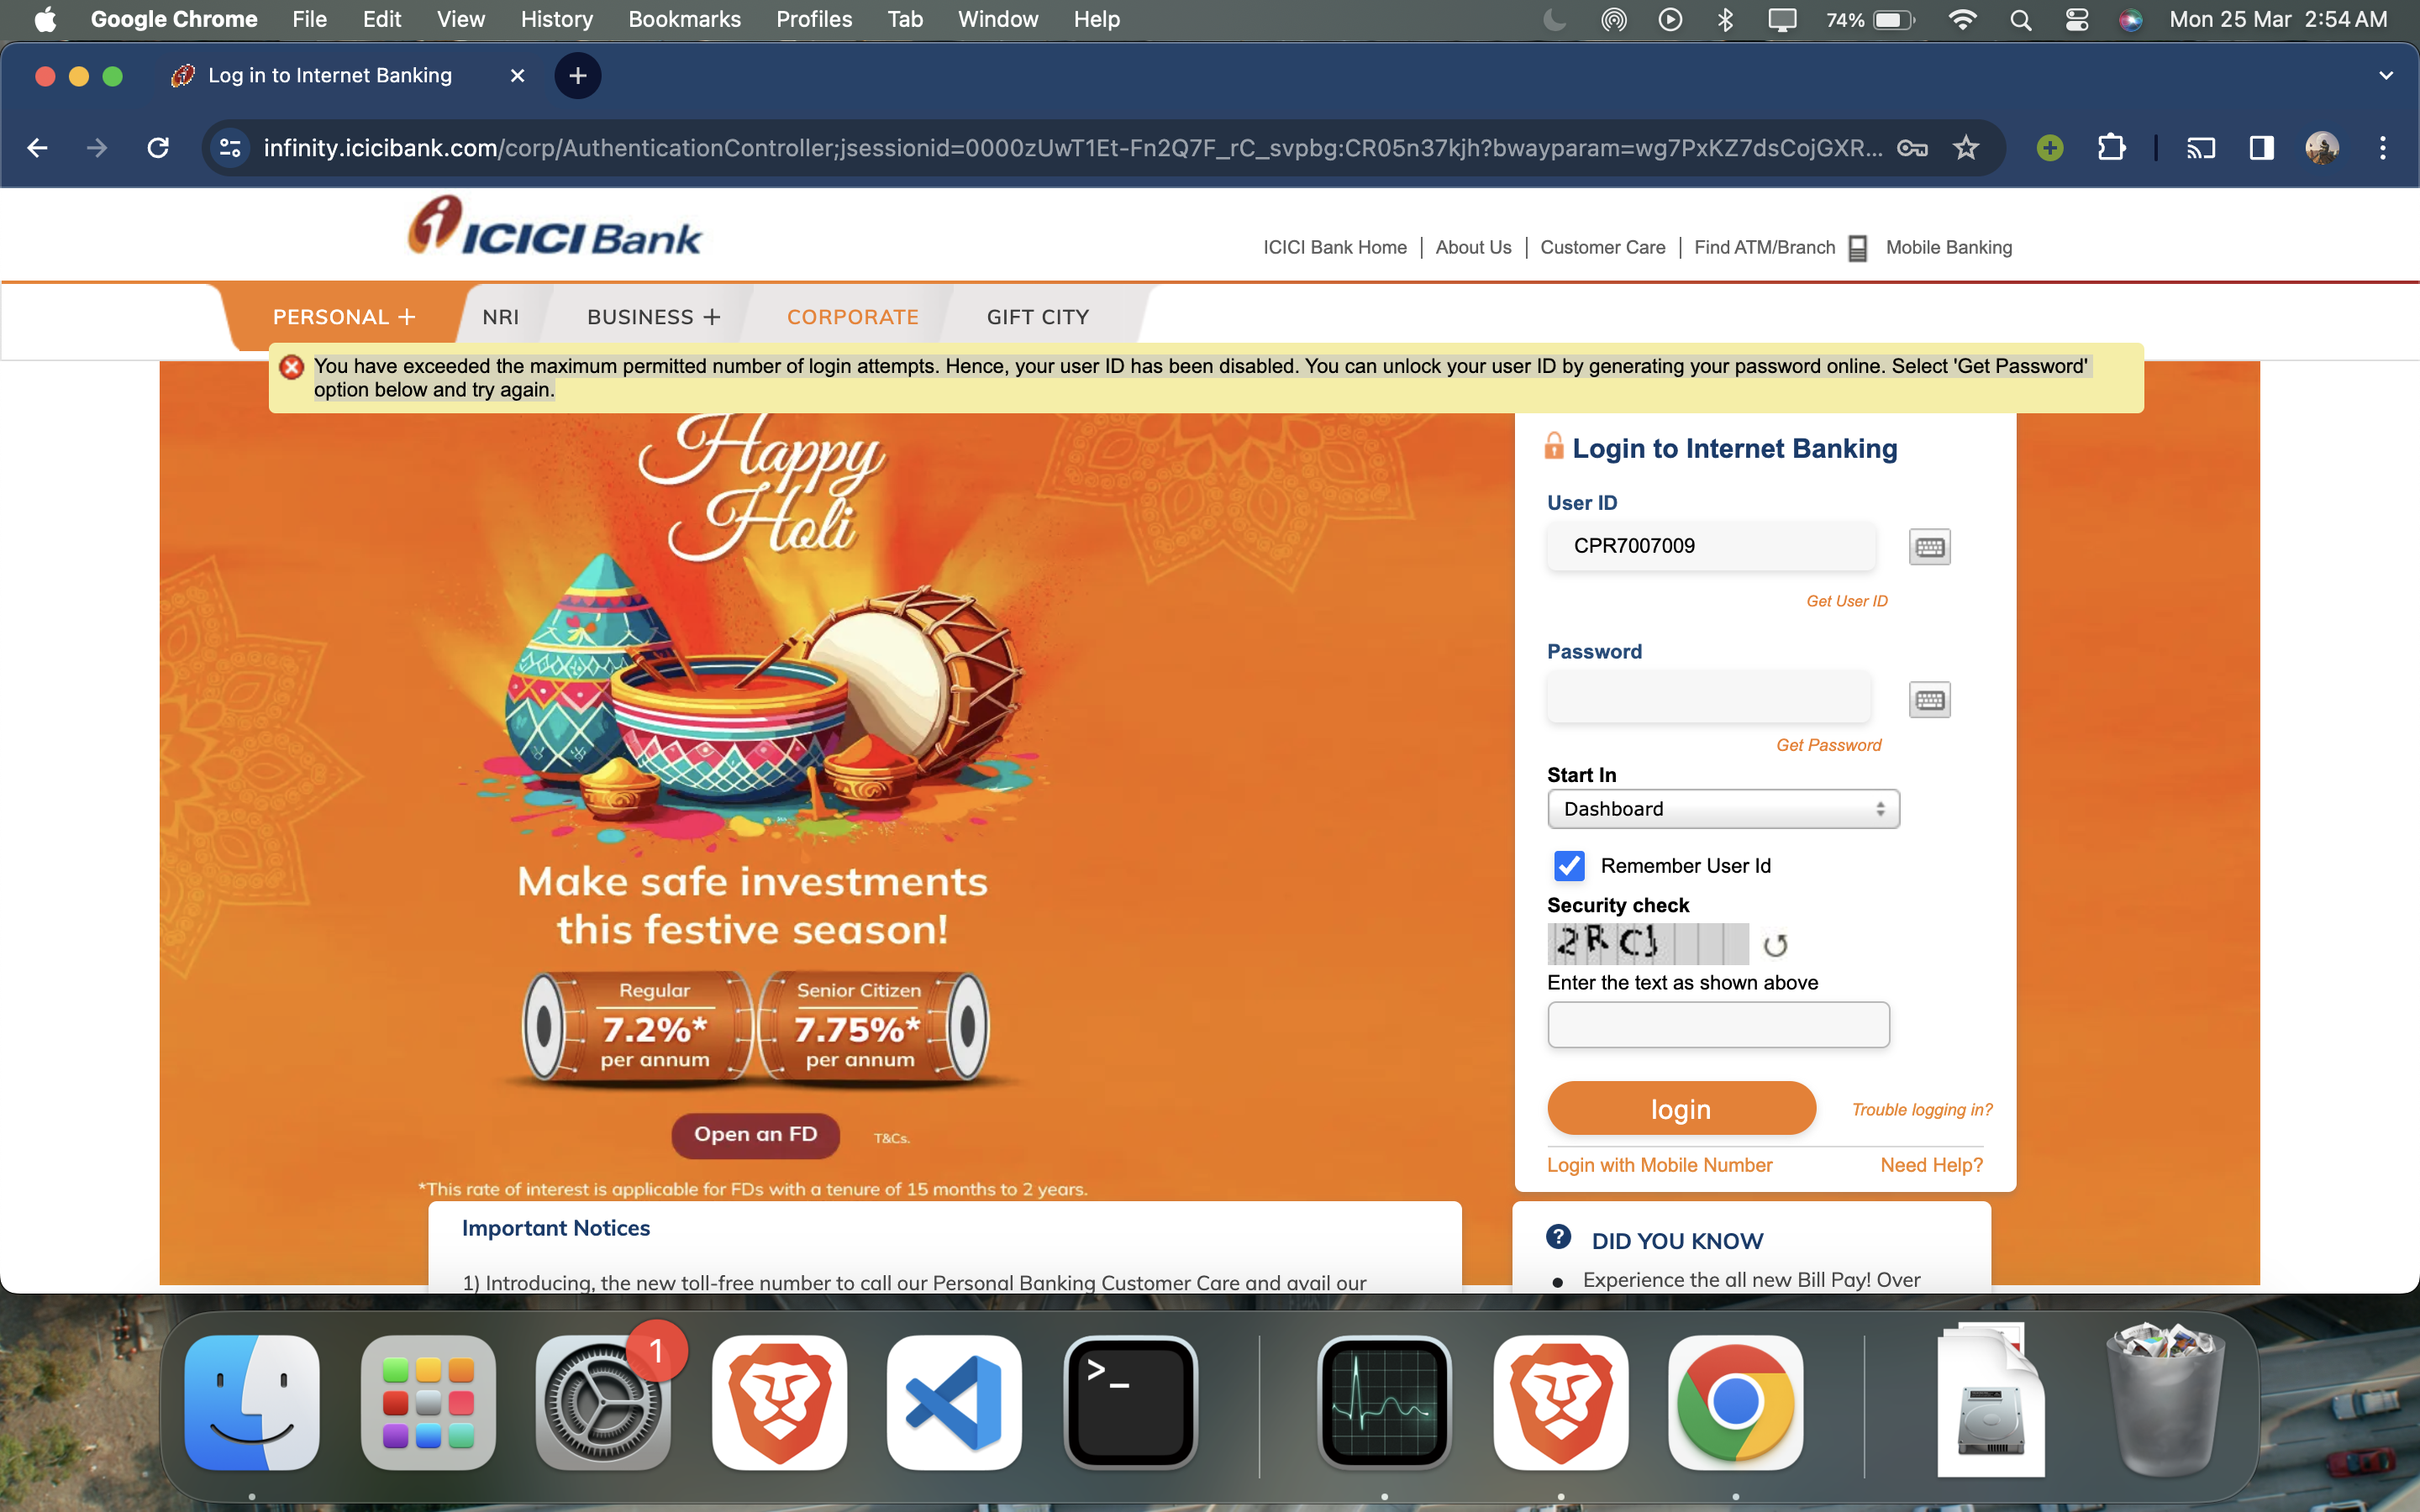 Google Chrome File Edit View History Bookmarks Profiles Tab Window Help 74% Mon 25 Mar 2:54 AM
Log in to Internet Banking
infinity.icicibank.com/corp/AuthenticationController;jsessionid=0000zUwT1Et-Fn2Q7F_rC_svpbg:CR05n37kjh?bwayparam=wg7PxKZ7dsCojGXR...
ICICI Bank
ICICI Bank Home | About Us | Customer Care | Find ATM/Branch Mobile Banking
PERSONAL + NRI BUSINESS + CORPORATE GIFT CITY
You have exceeded the maximum permitted number of login attempts. Hence, your user ID has been disabled. You can unlock your user ID by generating your password online. Select 'Get Password'
option below and try again.
Happy
Holi
Make safe investments
this festive season!
Regular
7.2%*
per annum
Senior Citizen
7.75%*
per annum
Open an FD T&Cs.
*This rate of interest is applicable for FDs with a tenure of 15 months to 2 years.
Login to Internet Banking
User ID
CPR7007009
Get User ID
Password
Get Password
Start In
Dashboard
Remember User Id
Security check
2RCJ
Enter the text as shown above
login Trouble logging in?
Login with Mobile Number Need Help?
Important Notices
1) Introducing, the new toll-free number to call our Personal Banking Customer Care and avail our
DID YOU KNOW
Experience the all new Bill Pay! Over
1
>_